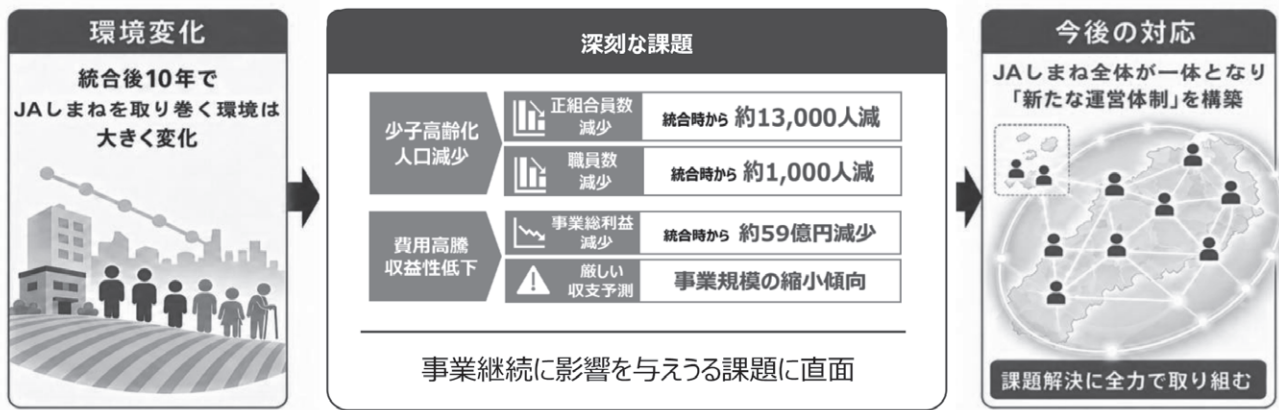 環境変化
統合後10年で
JAしまねを取り巻く環境は
大きく変化
深刻な課題
少子高齢化
人口減少
正組合員数
減少
統合時から 約13,000人減
職員数
減少
統合時から 約1,000人減
費用高騰
収益性低下
事業総利益
減少
統合時から 約59億円減少
厳しい
収支予測
事業規模の縮小傾向
事業継続に影響を与えうる課題に直面
今後の対応
JAしまね全体が一体となり
「新たな運営体制」を構築
課題解決に全力で取り組む